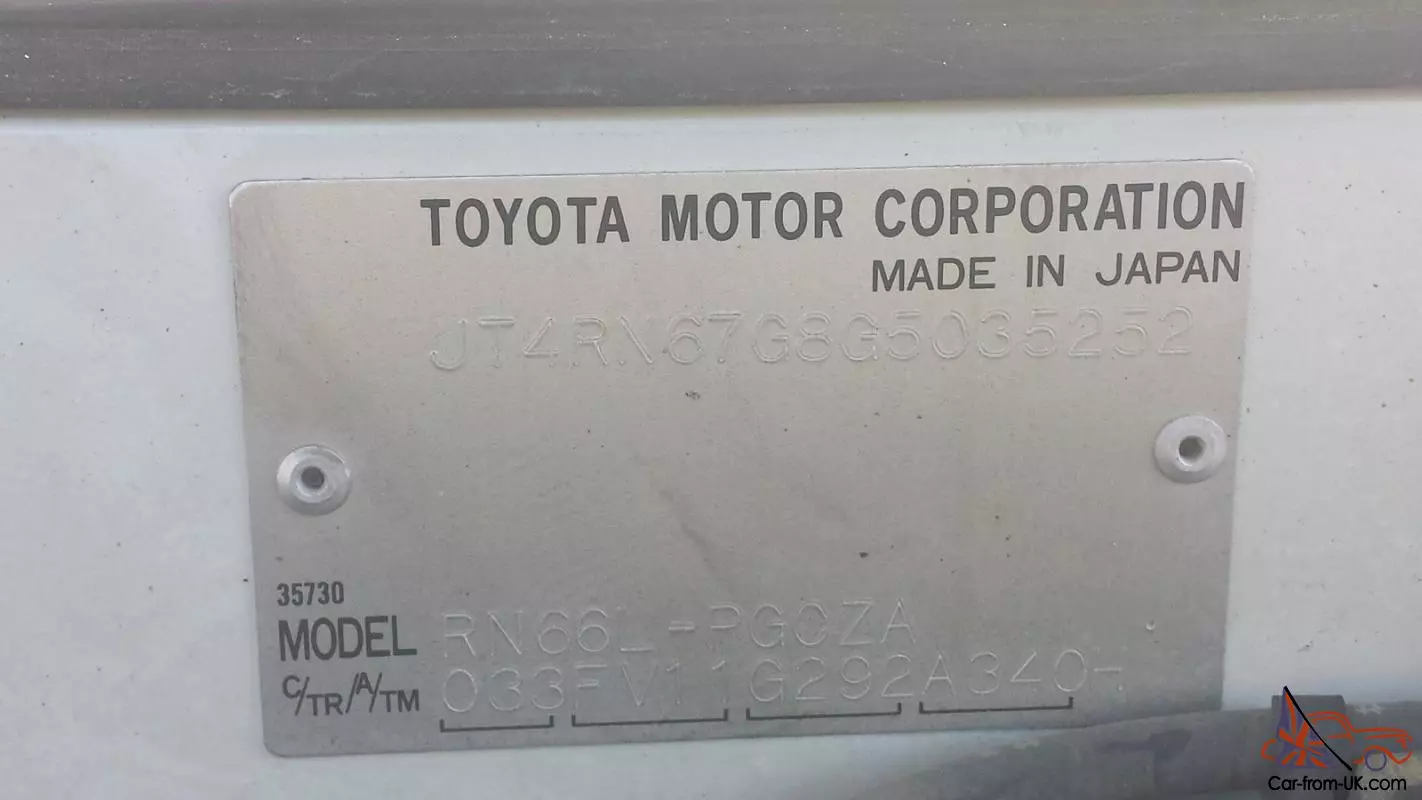 TOYOTA MOTOR CORPORATION
MADE IN JAPAN
JT4RN67G8G5035252
35730
MODEL RN66L-PGCZA
C/TR/A/TM 033FV11G292A340-
Car-from-UK.com